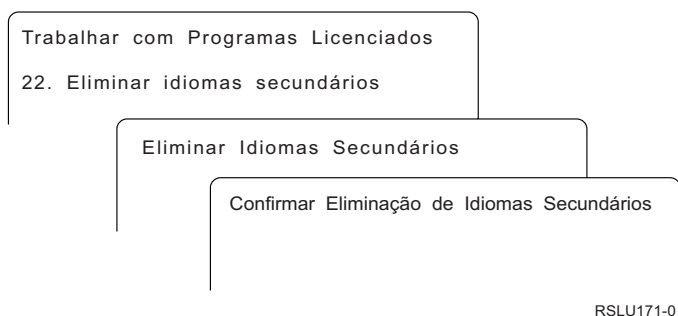 Trabalhar com Programas Licenciados
22. Eliminar idiomas secundários
Eliminar Idiomas Secundários
Confirmar Eliminação de Idiomas Secundários
RSLU171-0